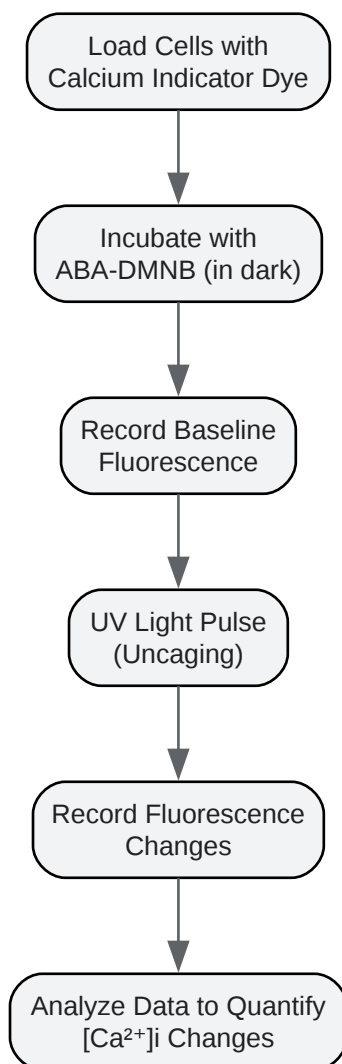 Load Cells with
Calcium Indicator Dye
Incubate with
ABA-DMNB (in dark)
Record Baseline
Fluorescence
UV Light Pulse
(Uncaging)
Record Fluorescence
Changes
Analyze Data to Quantify
[Ca²⁺]i Changes